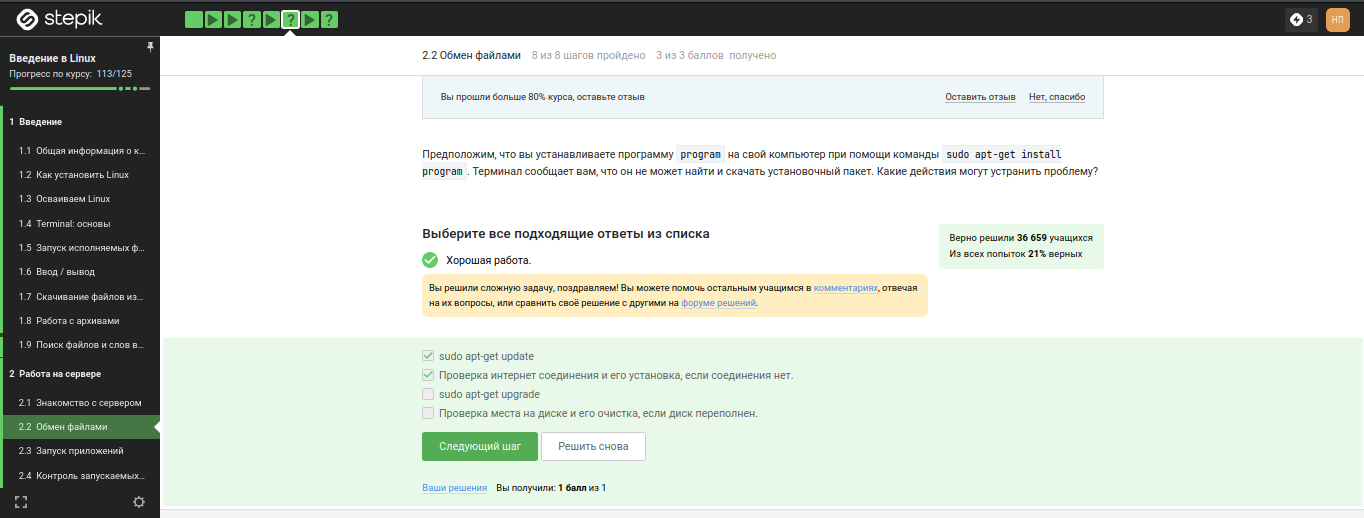 stepik
? ? ?
3
НП
Введение в Linux
Прогресс по курсу: 113/125
1 Введение
1.1 Общая информация о к...
1.2 Как установить Linux
1.3 Осваиваем Linux
1.4 Terminal: основы
1.5 Запуск исполняемых ф...
1.6 Ввод / вывод
1.7 Скачивание файлов из...
1.8 Работа с архивами
1.9 Поиск файлов и слов в...
2 Работа на сервере
2.1 Знакомство с сервером
2.2 Обмен файлами
2.3 Запуск приложений
2.4 Контроль запускаемых...
2.2 Обмен файлами 8 из 8 шагов пройдено 3 из 3 баллов получено
Вы прошли больше 80% курса, оставьте отзыв Оставить отзыв Нет, спасибо
Предположим, что вы устанавливаете программу program на свой компьютер при помощи команды sudo apt-get install
program. Терминал сообщает вам, что он не может найти и скачать установочный пакет. Какие действия могут устранить проблему?
Выберите все подходящие ответы из списка
Верно решили 36 659 учащихся
Из всех попыток 21% верных
Хорошая работа.
Вы решили сложную задачу, поздравляем! Вы можете помочь остальным учащимся в комментариях, отвечая
на их вопросы, или сравнить своё решение с другими на форуме решений.
sudo apt-get update
Проверка интернет соединения и его установка, если соединения нет.
sudo apt-get upgrade
Проверка места на диске и его очистка, если диск переполнен.
Следующий шаг Решить снова
Ваши решения Вы получили: 1 балл из 1